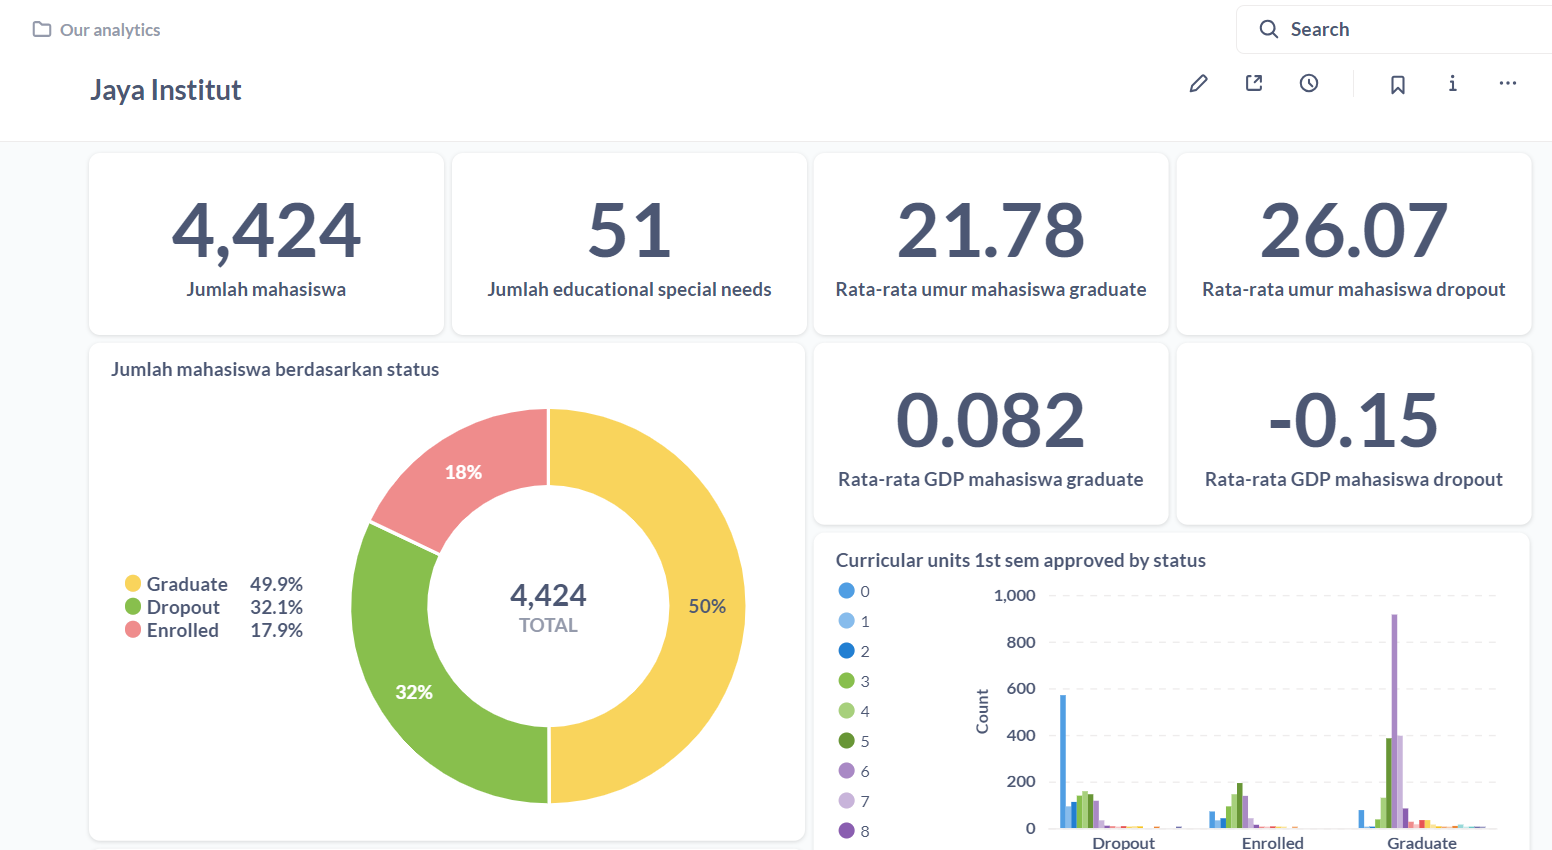 Our analytics
Search
Jaya Institut
4,424
Jumlah mahasiswa
51
Jumlah educational special needs
21.78
Rata-rata umur mahasiswa graduate
26.07
Rata-rata umur mahasiswa dropout
Jumlah mahasiswa berdasarkan status
Graduate 49.9%
Dropout 32.1%
Enrolled 17.9%
18%
50%
32%
4,424
TOTAL
0.082
Rata-rata GDP mahasiswa graduate
-0.15
Rata-rata GDP mahasiswa dropout
Curricular units 1st sem approved by status
0
1
2
3
4
5
6
7
8
Count
1,000
800
600
400
200
0
Dropout
Enrolled
Graduate